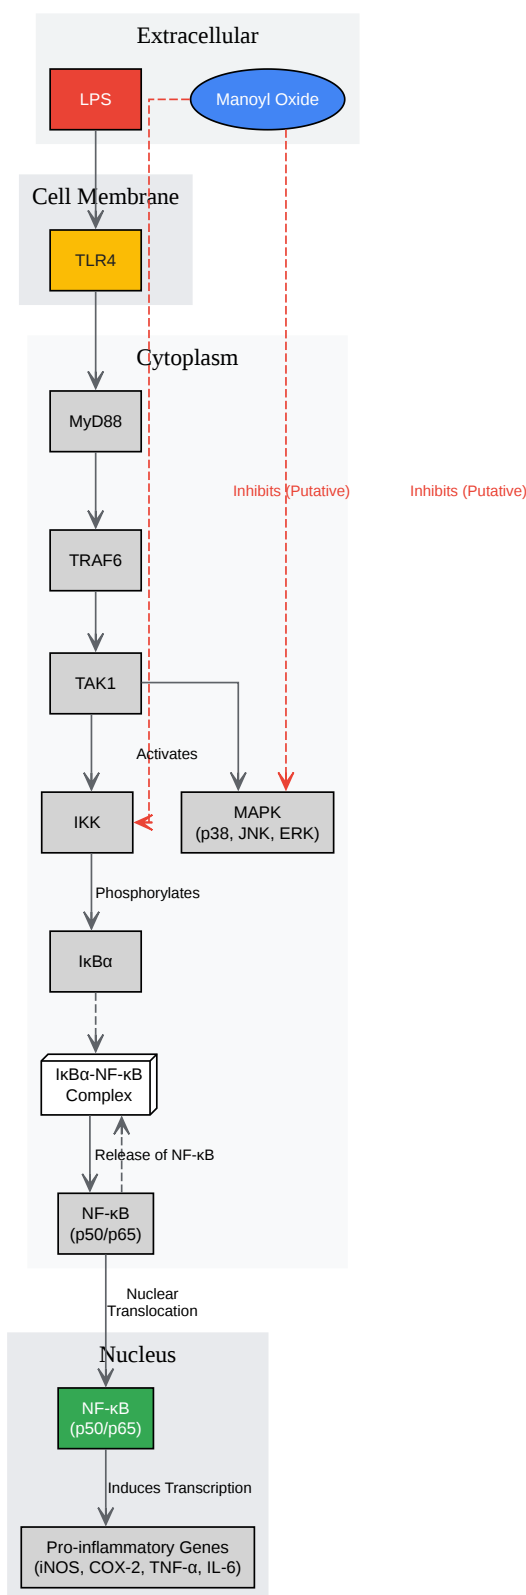 Extracellular
LPS
Manoyl Oxide
Cell Membrane
TLR4
Cytoplasm
MyD88
Inhibits (Putative)
Inhibits (Putative)
TRAF6
TAK1
Activates
IKK
MAPK
(p38, JNK, ERK)
Phosphorylates
IκBα
IκBα-NF-κB
Complex
Release of NF-κB
NF-κB
(p50/p65)
Nuclear
Translocation
Nucleus
NF-κB
(p50/p65)
Induces Transcription
Pro-inflammatory Genes
(iNOS, COX-2, TNF-α, IL-6)